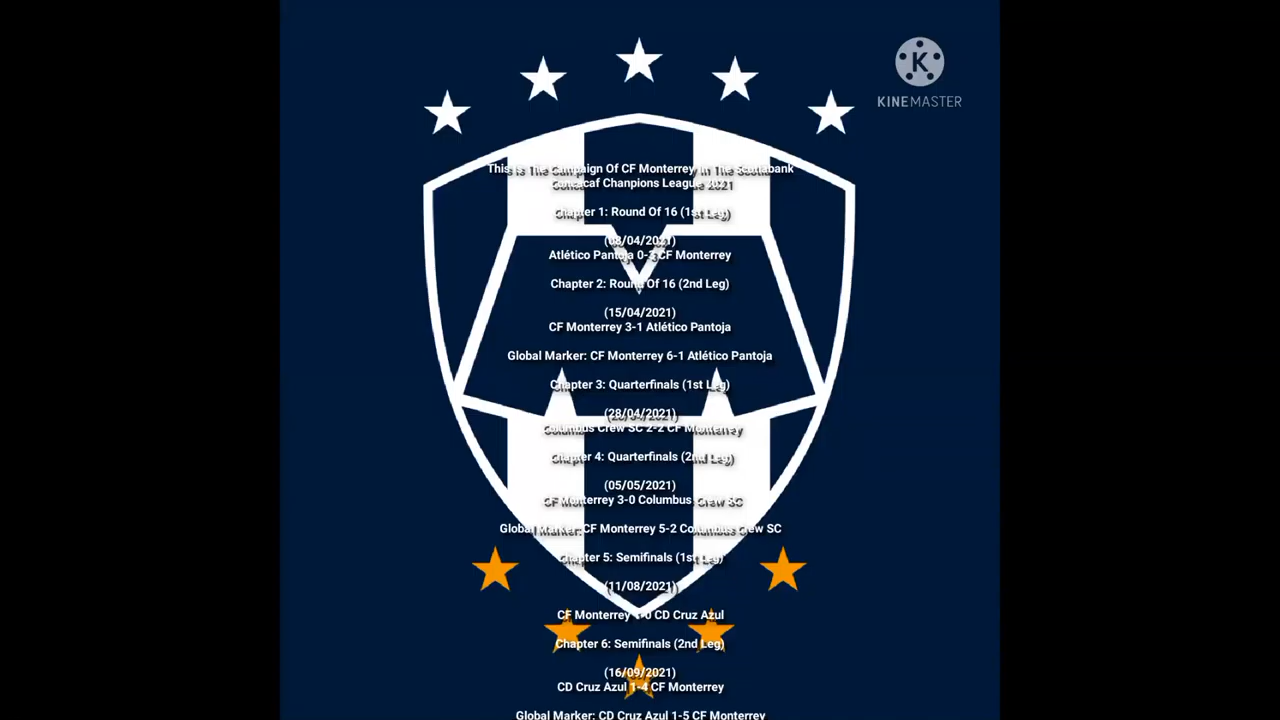 KINEMASTER
This Is The Campaign Of CF Monterrey In The Scotiabank
Concacaf Chanpions League 2021
Chapter 1: Round Of 16 (1st Leg)
(08/04/2021)
Atlético Pantoja 0-3 CF Monterrey
Chapter 2: Round Of 16 (2nd Leg)
(15/04/2021)
CF Monterrey 3-1 Atlético Pantoja
Global Marker: CF Monterrey 6-1 Atlético Pantoja
Chapter 3: Quarterfinals (1st Leg)
(28/04/2021)
Columbus Crew SC 2-2 CF Monterrey
Chapter 4: Quarterfinals (2nd Leg)
(05/05/2021)
CF Monterrey 3-0 Columbus Crew SC
Global Marker: CF Monterrey 5-2 Columbus Crew SC
Chapter 5: Semifinals (1st Leg)
(11/08/2021)
CF Monterrey 1-0 CD Cruz Azul
Chapter 6: Semifinals (2nd Leg)
(16/09/2021)
CD Cruz Azul 1-4 CF Monterrey
Global Marker: CD Cruz Azul 1-5 CF Monterrey